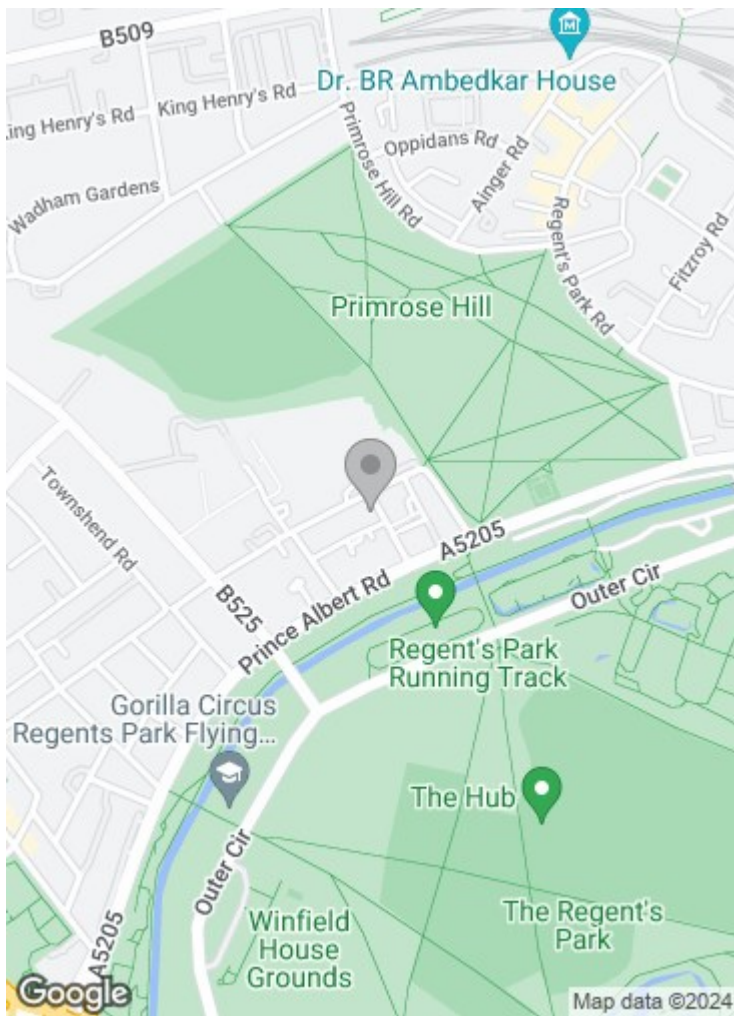 B509
King Henry's Rd
King Henry's Rd
Dr. BR Ambedkar House
Primrose Hill Rd
Oppidans Rd
Ainger Rd
Wadham Gardens
Regent's Park Rd
Fitzroy Rd
Primrose Hill
Townshend Rd
B525
A5205
Prince Albert Rd
Outer Cir
Regent's Park
Running Track
Gorilla Circus
Regents Park Flying...
The Hub
Outer Cir
Winfield
House
Grounds
The Regent's
Park
A5205
Google
Map data ©2024